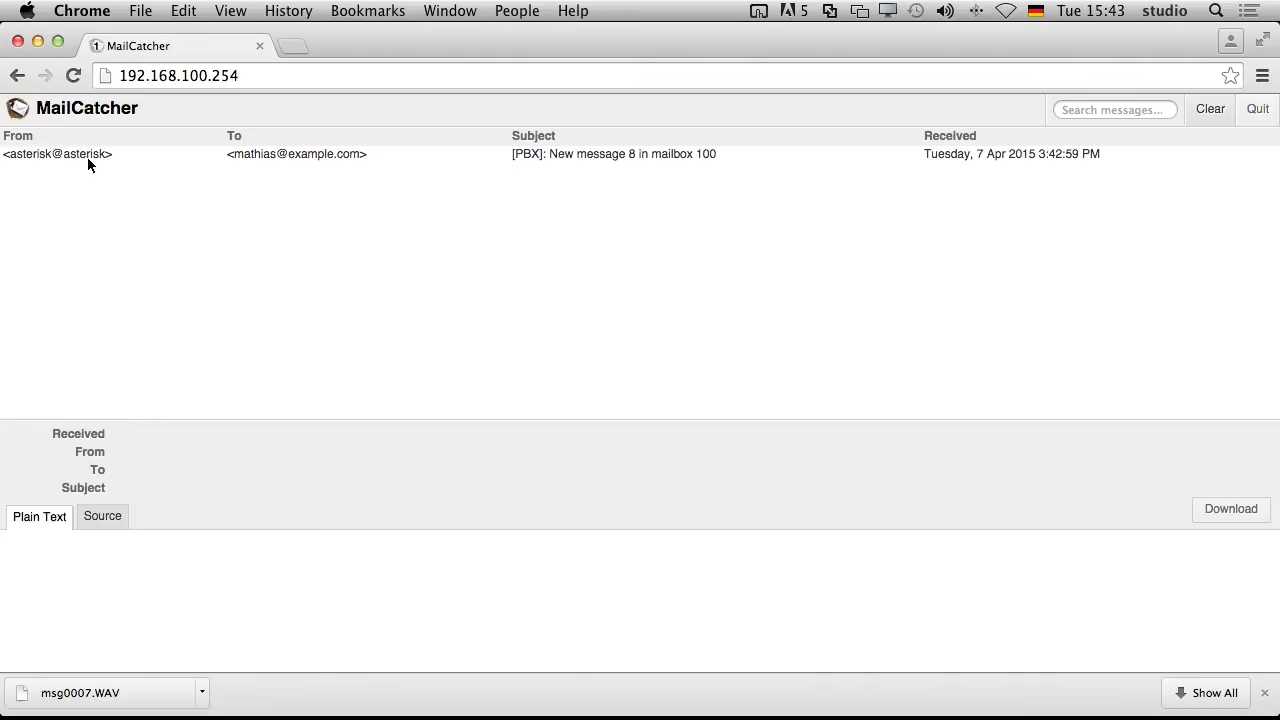 Chrome File Edit View History Bookmarks Window People Help 5 Tue 15:43 studio
1 MailCatcher
192.168.100.254
MailCatcher Search messages... Clear Quit
From To Subject Received
<asterisk@asterisk> <mathias@example.com> [PBX]: New message 8 in mailbox 100 Tuesday, 7 Apr 2015 3:42:59 PM
Received
From
To
Subject
Plain Text Source Download
msg0007.WAV Show All